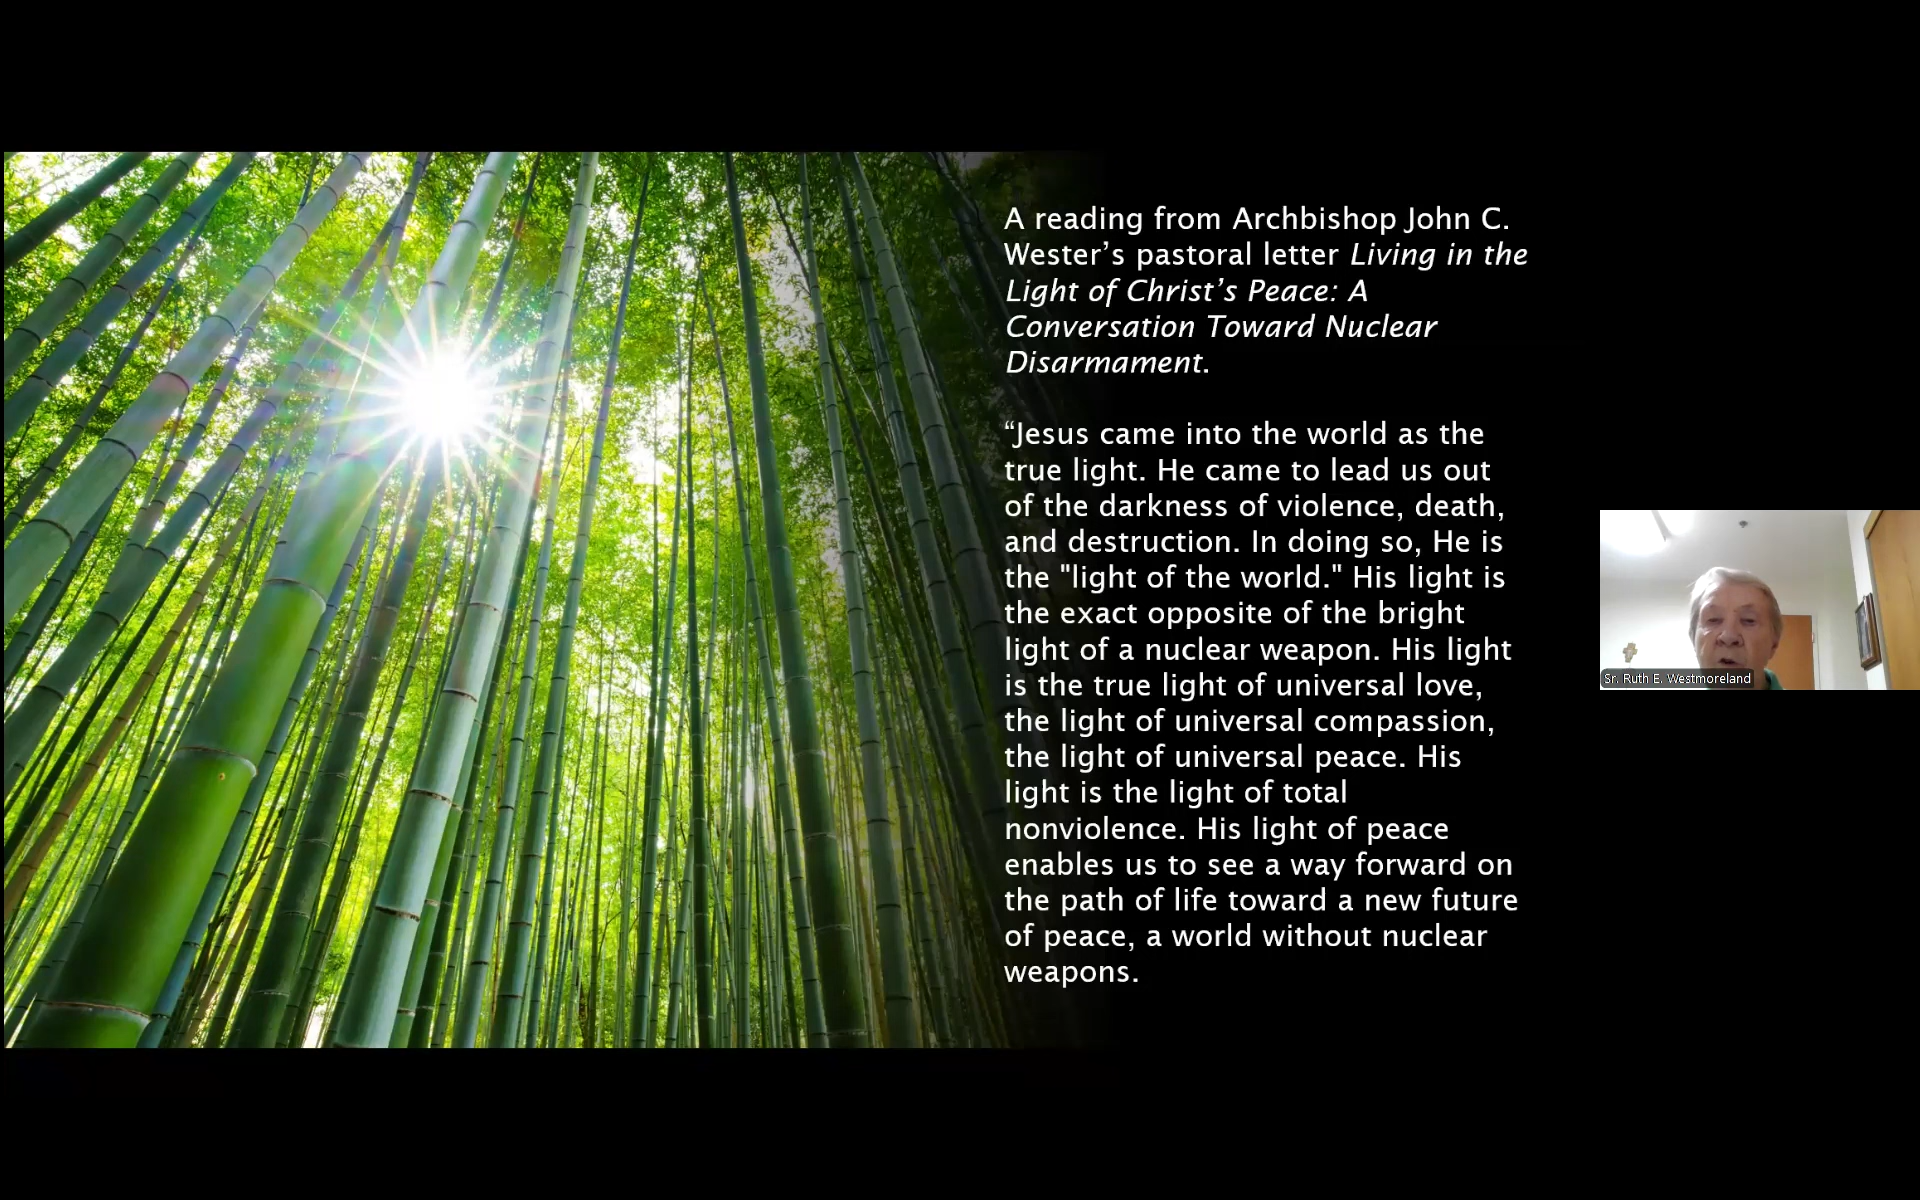 A reading from Archbishop John C.
Wester’s pastoral letter Living in the
Light of Christ’s Peace: A
Conversation Toward Nuclear
Disarmament.
“Jesus came into the world as the
true light. He came to lead us out
of the darkness of violence, death,
and destruction. In doing so, He is
the "light of the world." His light is
the exact opposite of the bright
light of a nuclear weapon. His light
is the true light of universal love,
the light of universal compassion,
the light of universal peace. His
light is the light of total
nonviolence. His light of peace
enables us to see a way forward on
the path of life toward a new future
of peace, a world without nuclear
weapons.
Sr. Ruth E. Westmoreland